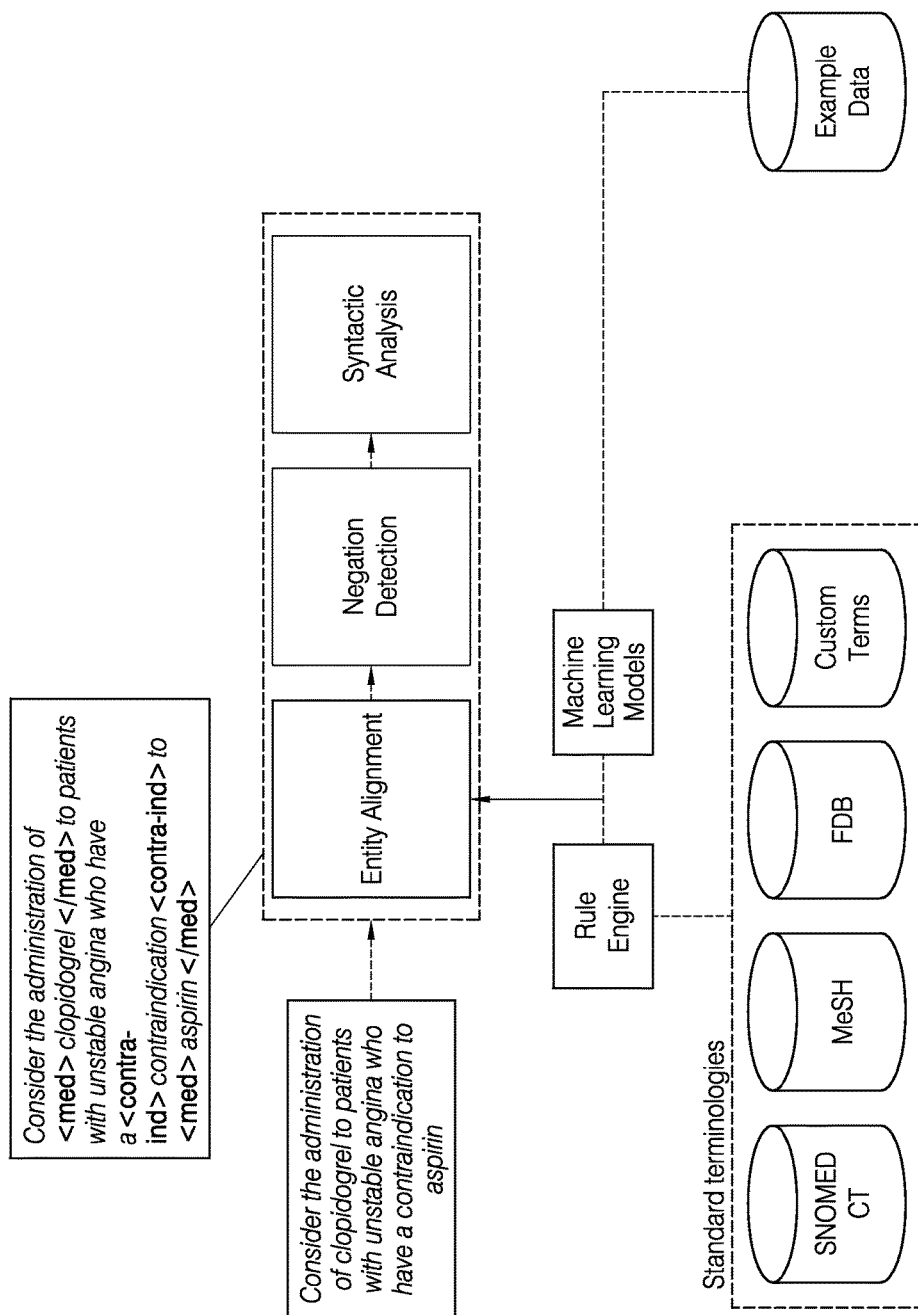 Consider the administration of
<med> clopidogrel </med> to patients
with unstable angina who have
a <contra-
ind> contraindication <contra-ind> to
<med> aspirin </med>
Consider the administration
of clopidogrel to patients
with unstable angina who
have a contraindication to
aspirin
Entity Alignment
Negation
Detection
Syntactic
Analysis
Rule
Engine
Machine
Learning
Models
Standard terminologies
SNOMED
CT
MeSH
FDB
Custom
Terms
Example
Data